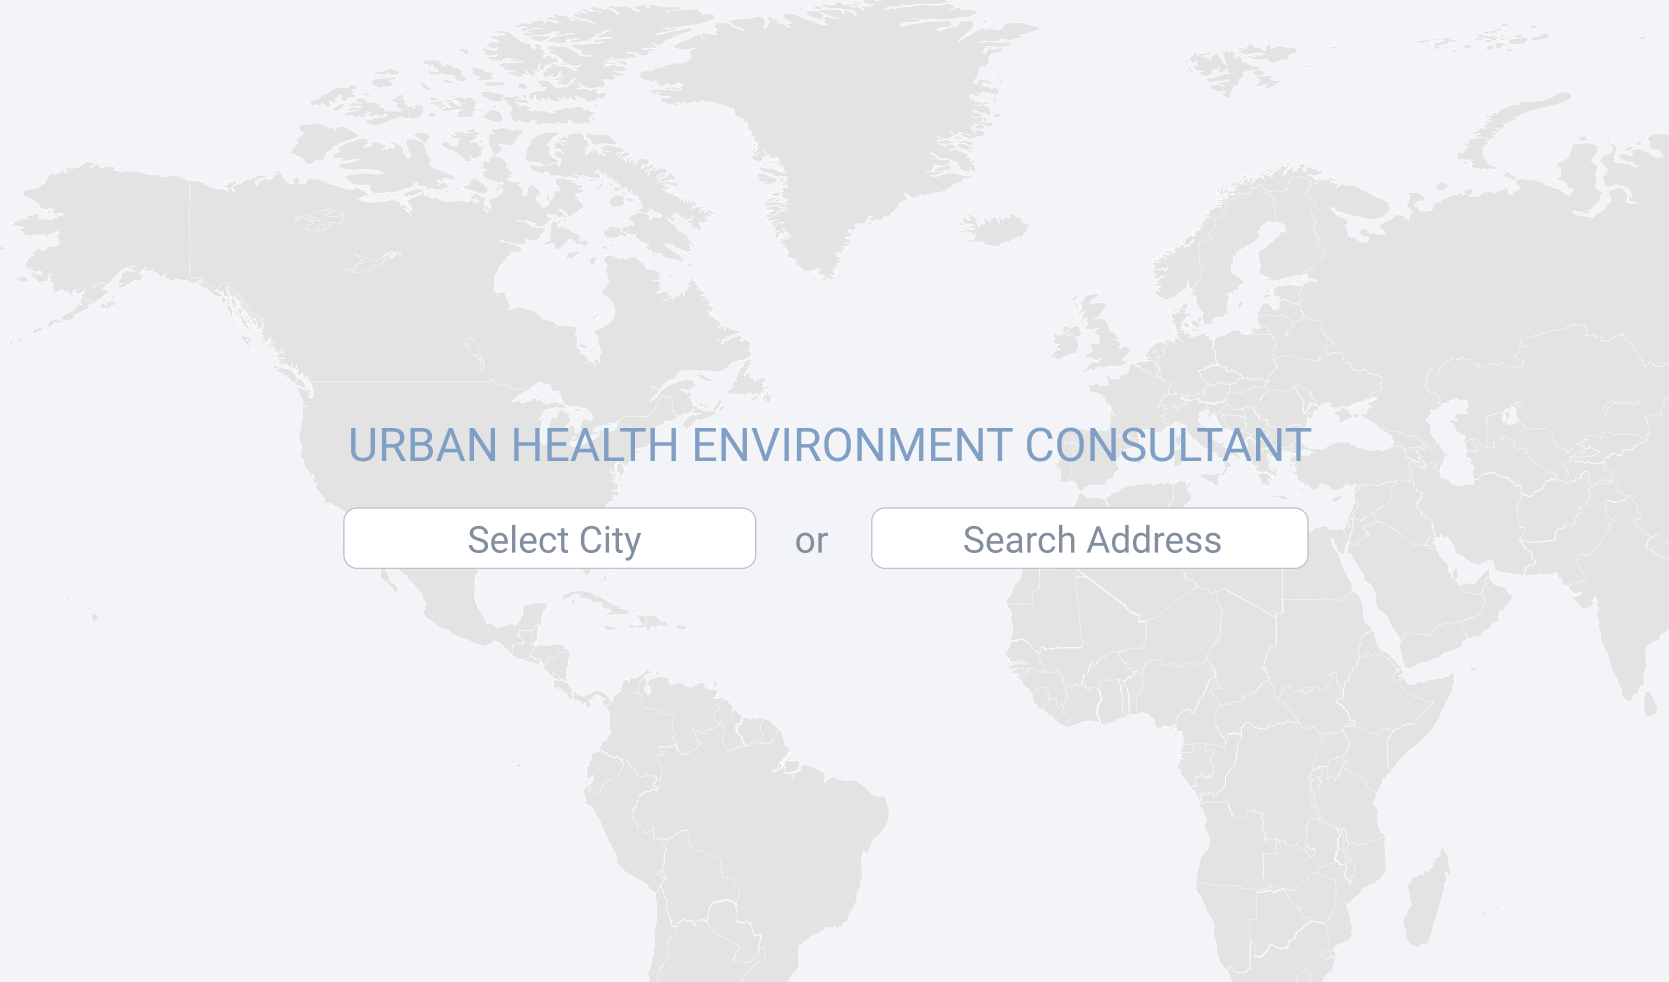 URBAN HEALTH ENVIRONMENT CONSULTANT
Select City or Search Address